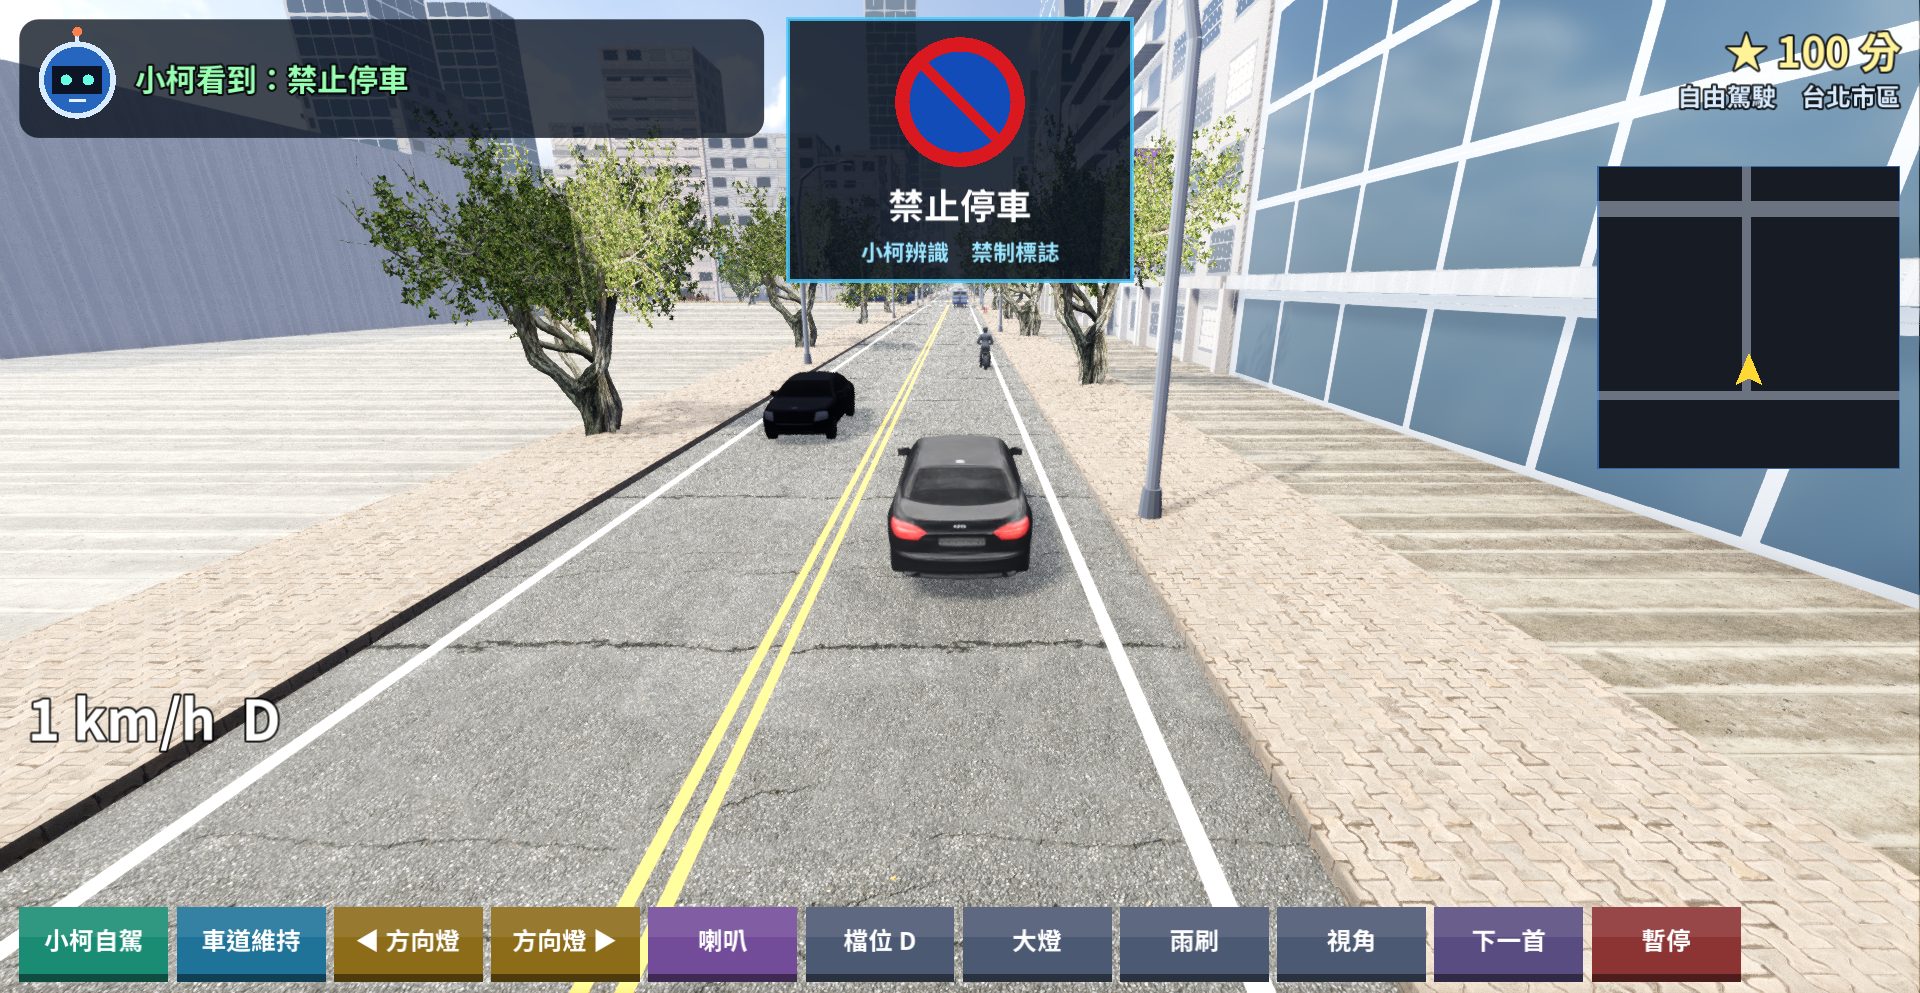 小柯看到：禁止停車
禁止停車
小柯辨識 禁制標誌
★ 100 分
自由駕駛 台北市區
1 km/h D
小柯自駕
車道維持
◀ 方向燈
方向燈 ▶
喇叭
檔位 D
大燈
雨刷
視角
下一首
暫停